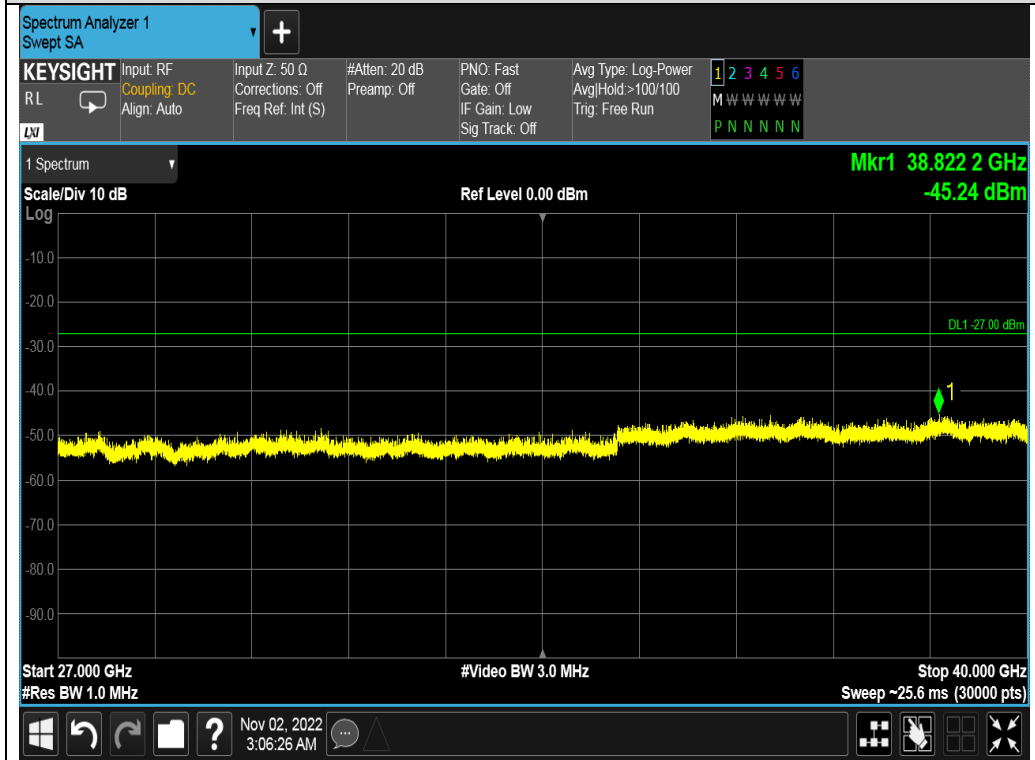 Spectrum Analyzer 1
Swept SA
+
KEYSIGHT
RL
LXI
Input: RF
Coupling: DC
Align: Auto
Input Z: 50 Ω
Corrections: Off
Freq Ref: Int (S)
#Atten: 20 dB
Preamp: Off
PNO: Fast
Gate: Off
IF Gain: Low
Sig Track: Off
Avg Type: Log-Power
Avg|Hold:>100/100
Trig: Free Run
1 2 3 4 5 6
M W W W W W
P N N N N N
1 Spectrum
Mkr1 38.822 2 GHz
-45.24 dBm
Scale/Div 10 dB
Ref Level 0.00 dBm
Log
-10.0
-20.0
DL1 -27.00 dBm
-30.0
-40.0
1
-50.0
-60.0
-70.0
-80.0
-90.0
Start 27.000 GHz
#Video BW 3.0 MHz
Stop 40.000 GHz
#Res BW 1.0 MHz
Sweep ~25.6 ms (30000 pts)
?
Nov 02, 2022
3:06:26 AM